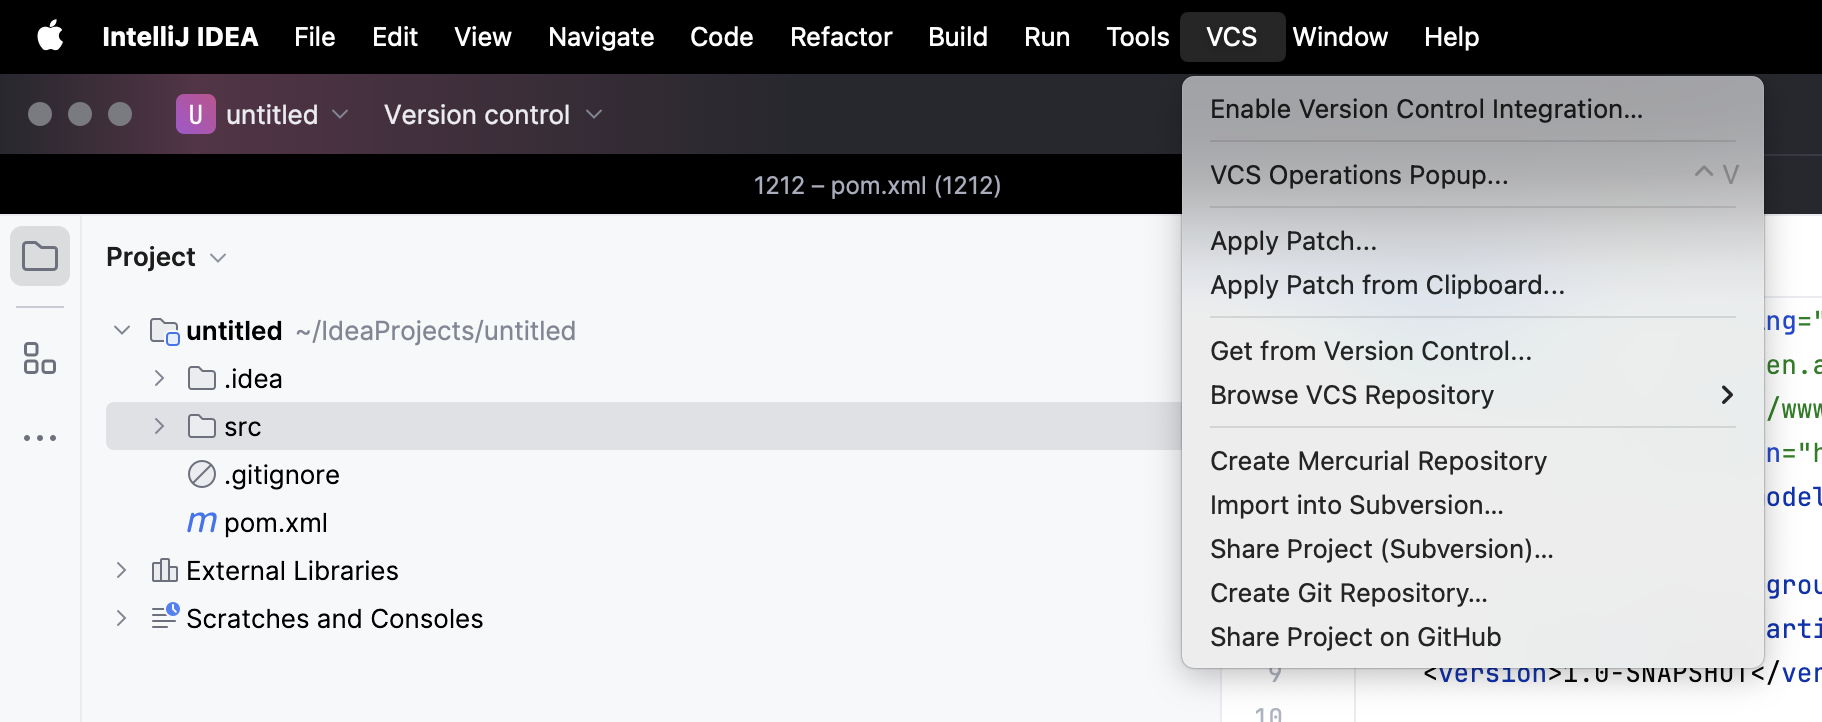 IntelliJ IDEA File Edit View Navigate Code Refactor Build Run Tools VCS Window Help
U untitled Version control
1212 – pom.xml (1212)
Project
untitled ~/IdeaProjects/untitled
.idea
src
.gitignore
m pom.xml
External Libraries
Scratches and Consoles
Enable Version Control Integration...
VCS Operations Popup... ^ V
Apply Patch...
Apply Patch from Clipboard...
Get from Version Control...
Browse VCS Repository
Create Mercurial Repository
Import into Subversion...
Share Project (Subversion)...
Create Git Repository...
Share Project on GitHub
ng="
en.a
/www
n="h
odel
grou
arti
9 <version>1.0-SNAPSHOT</ver
10